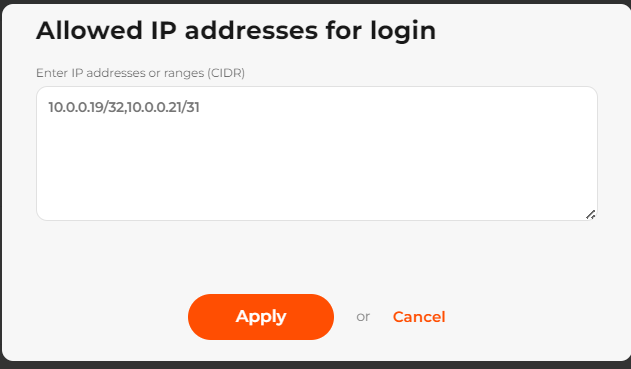 Allowed IP addresses for login
Enter IP addresses or ranges (CIDR)
10.0.0.19/32,10.0.0.21/31
Apply or Cancel